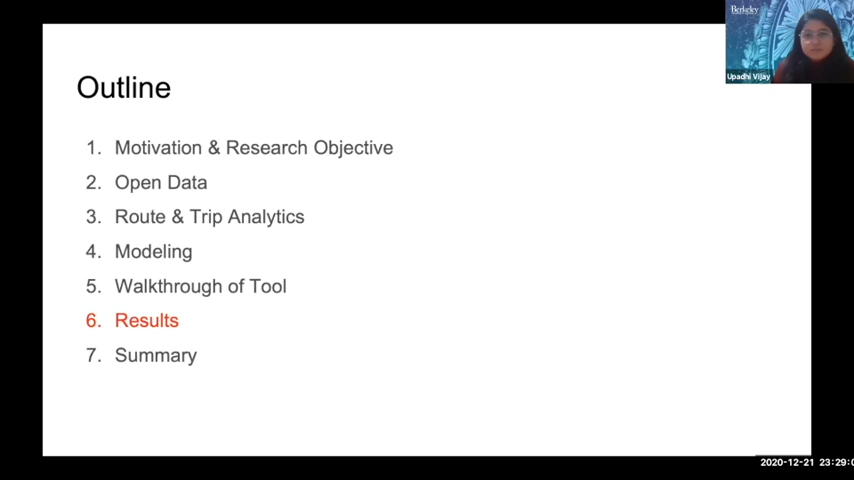 Berkeley
Upadhi Vijay
Outline
1. Motivation & Research Objective
2. Open Data
3. Route & Trip Analytics
4. Modeling
5. Walkthrough of Tool
6. Results
7. Summary
2020-12-21 23:29:0